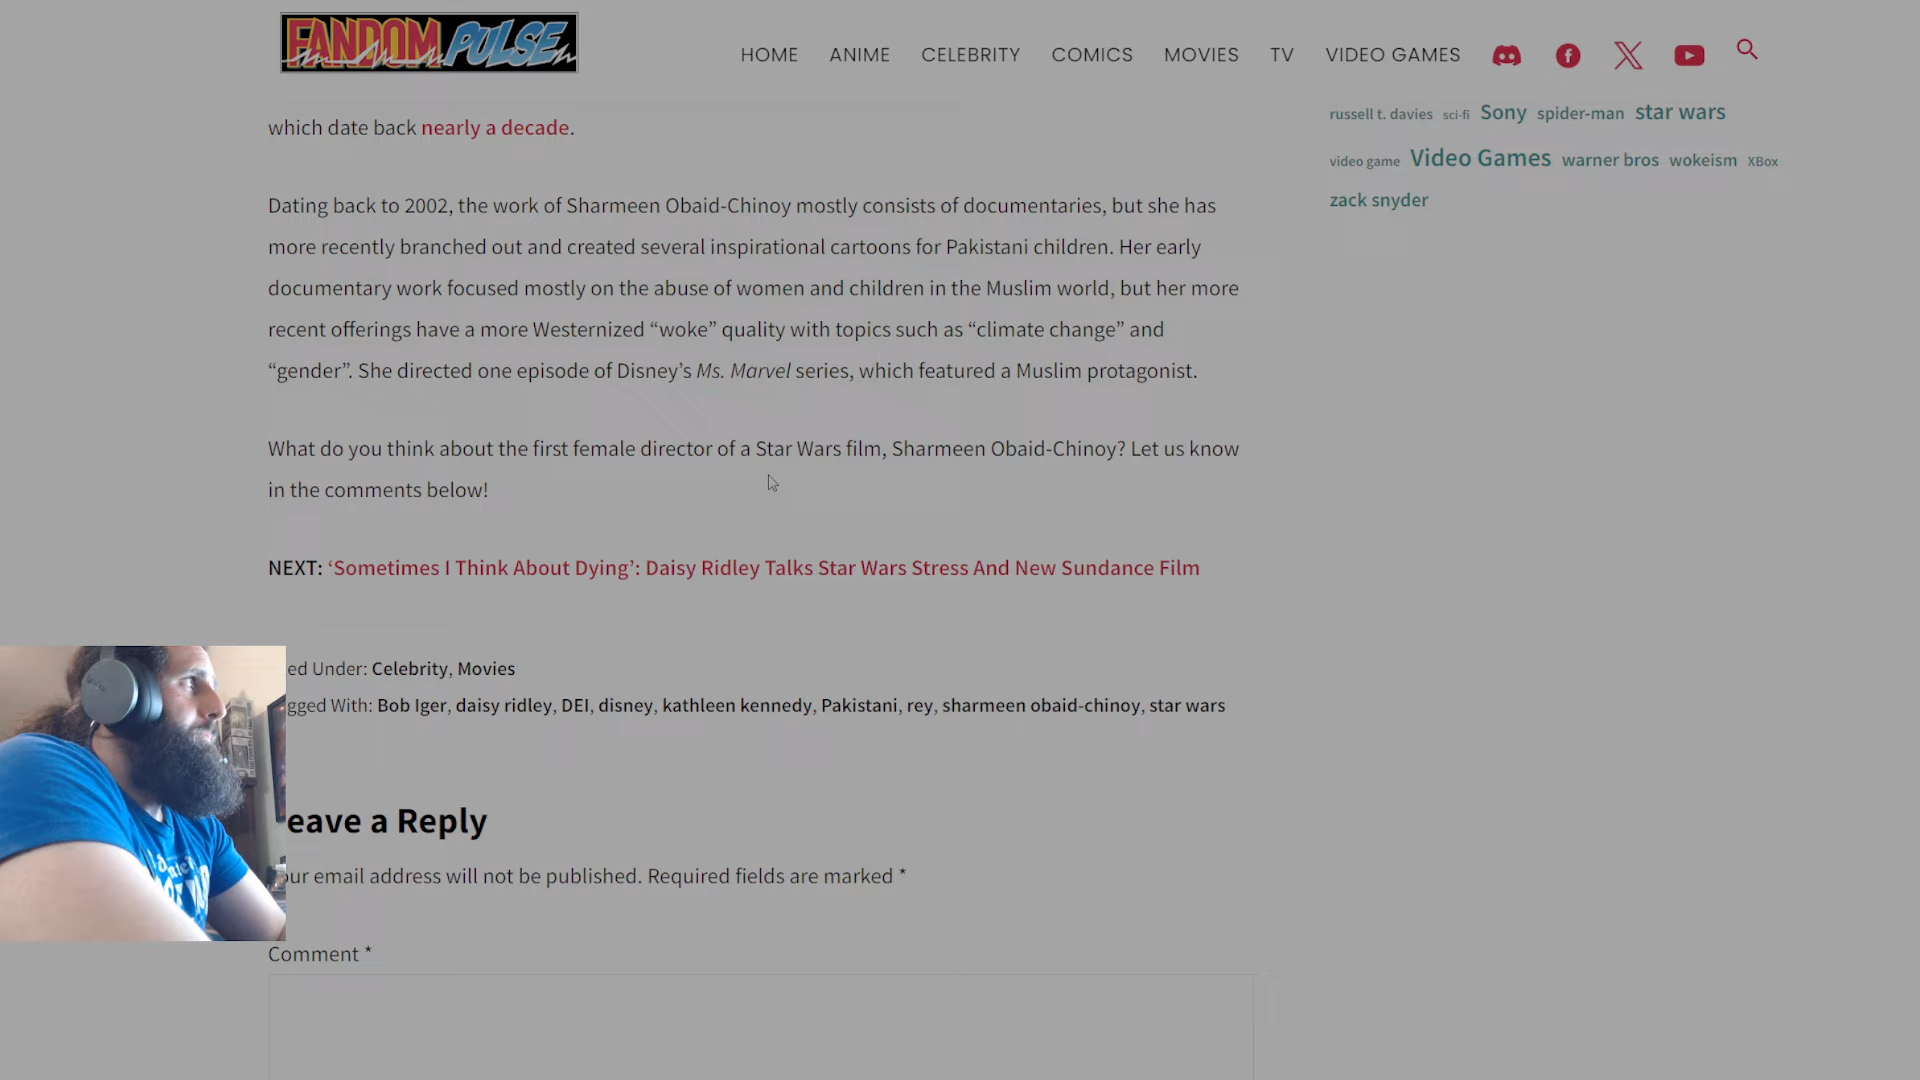 FANDOM PULSE
HOME ANIME CELEBRITY COMICS MOVIES TV VIDEO GAMES
which date back nearly a decade.
russell t. davies sci-fi Sony spider-man star wars
video game Video Games warner bros wokeism XBox
zack snyder
Dating back to 2002, the work of Sharmeen Obaid-Chinoy mostly consists of documentaries, but she has
more recently branched out and created several inspirational cartoons for Pakistani children. Her early
documentary work focused mostly on the abuse of women and children in the Muslim world, but her more
recent offerings have a more Westernized “woke” quality with topics such as “climate change” and
“gender”. She directed one episode of Disney’s Ms. Marvel series, which featured a Muslim protagonist.
What do you think about the first female director of a Star Wars film, Sharmeen Obaid-Chinoy? Let us know
in the comments below!
NEXT: ‘Sometimes I Think About Dying’: Daisy Ridley Talks Star Wars Stress And New Sundance Film
ed Under: Celebrity, Movies
gged With: Bob Iger, daisy ridley, DEI, disney, kathleen kennedy, Pakistani, rey, sharmeen obaid-chinoy, star wars
eave a Reply
our email address will not be published. Required fields are marked *
Comment *